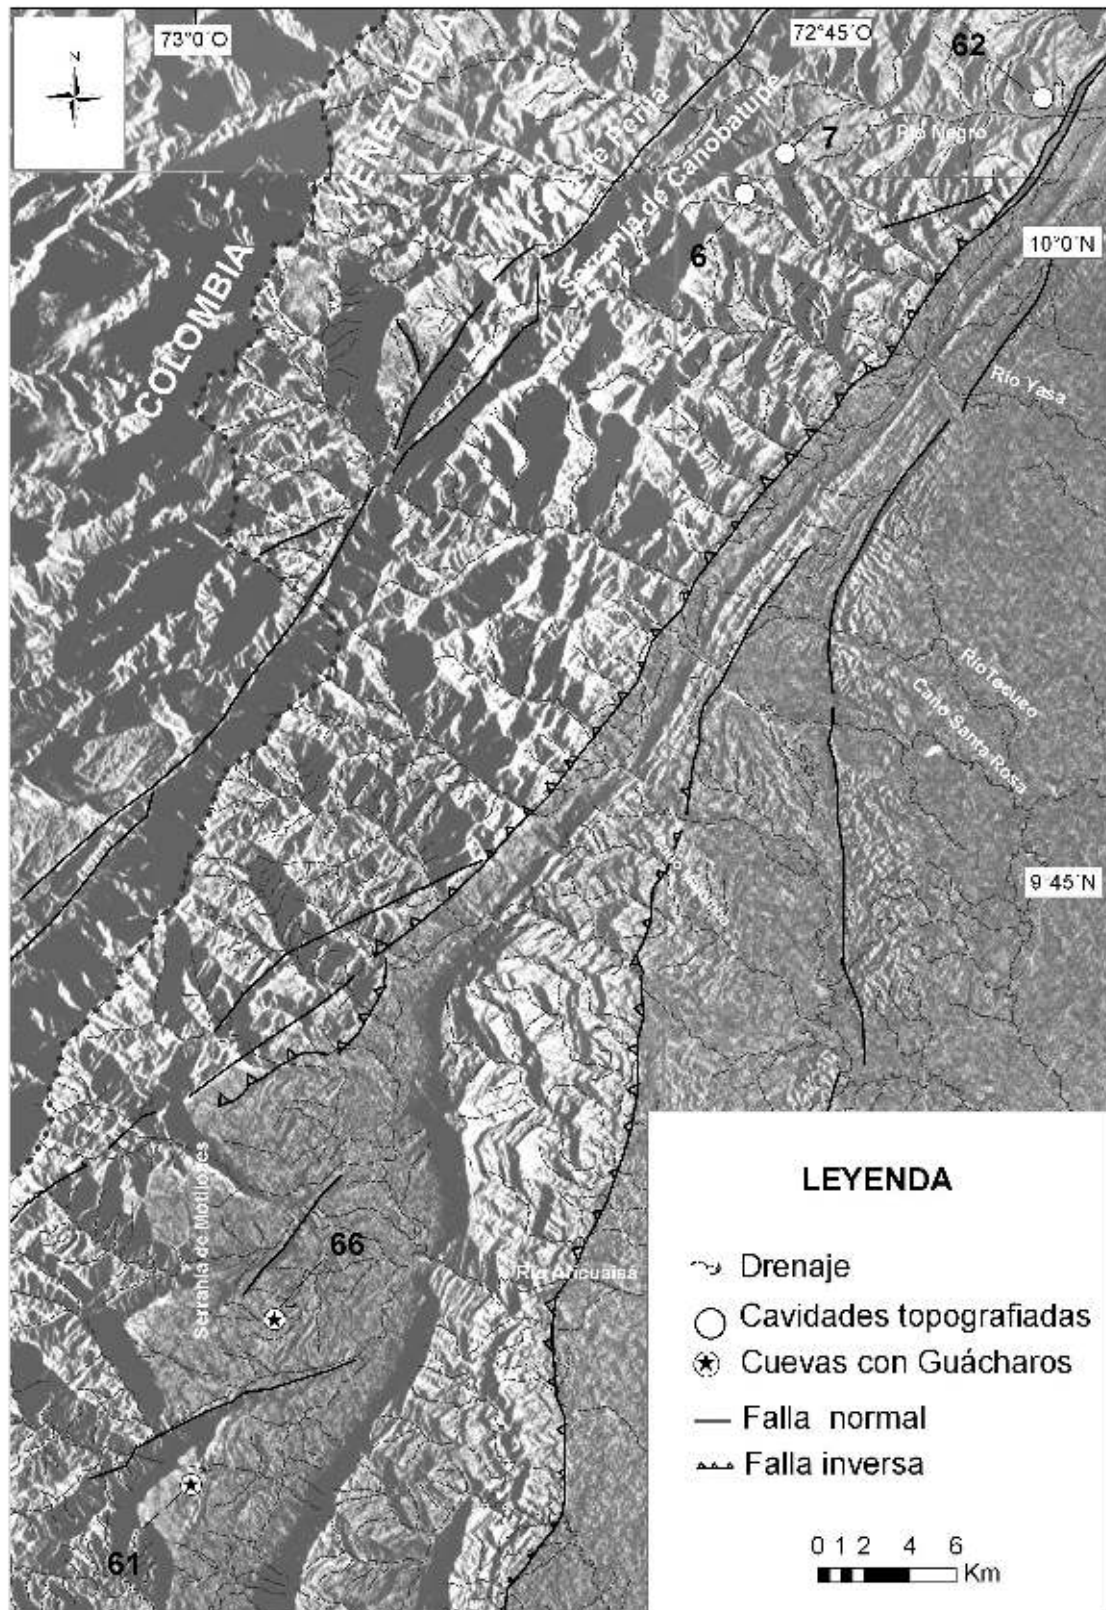 N
73°0´O
72°45´O
62
VENEZUELA
de Perijá
Serranía de Canobatupe
7
Río Negro
6
10°0´N
COLOMBIA
Río Yasa
Río Tucuco
Caño Santa Rosa
9°45´N
Serranía de Motilones
66
Río Aricuaisa
61
LEYENDA
Drenaje
Cavidades topografiadas
Cuevas con Guácharos
Falla normal
Falla inversa
0 1 2 4 6
Km